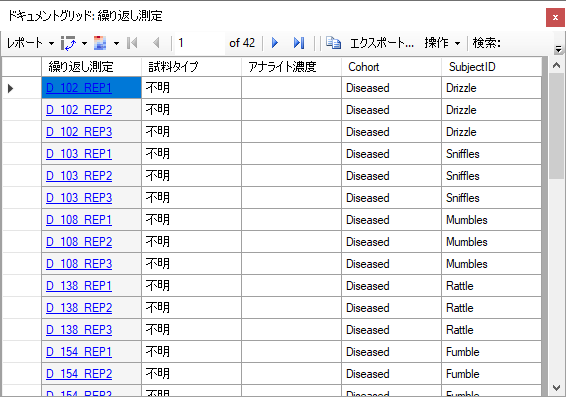 ドキュメントグリッド: 繰り返し測定
レポート 1 of 42 エクスポート... 操作 検索:
繰り返し測定 試料タイプ アナライト濃度 Cohort SubjectID
D_102_REP1 不明 Diseased Drizzle
D_102_REP2 不明 Diseased Drizzle
D_102_REP3 不明 Diseased Drizzle
D_103_REP1 不明 Diseased Sniffles
D_103_REP2 不明 Diseased Sniffles
D_103_REP3 不明 Diseased Sniffles
D_108_REP1 不明 Diseased Mumbles
D_108_REP2 不明 Diseased Mumbles
D_108_REP3 不明 Diseased Mumbles
D_138_REP1 不明 Diseased Rattle
D_138_REP2 不明 Diseased Rattle
D_138_REP3 不明 Diseased Rattle
D_154_REP1 不明 Diseased Fumble
D_154_REP2 不明 Diseased Fumble
D_154_REP3 不明 Diseased Fumble